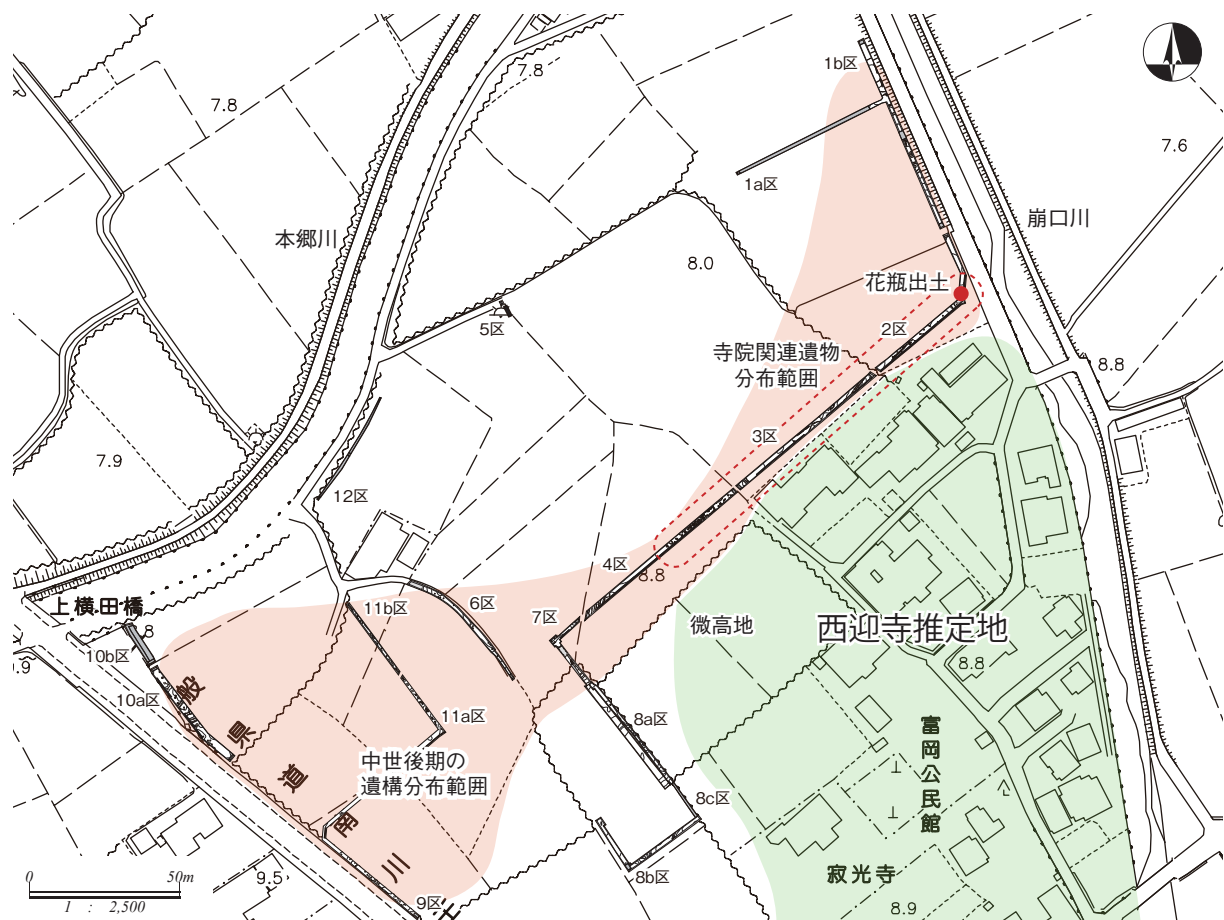 1b区
7.8
7.8
7.6
1a区
崩口川
本郷川
8.0
花瓶出土
5区
2区
寺院関連遺物
分布範囲
8.8
3区
7.9
12区
4区
8.8
上横田橋
11b区
6区
7区
微高地
西迎寺推定地
8.8
10b区
10a区
般県道南川
11a区
8a区
中世後期の
遺構分布範囲
富岡公民館
8c区
8b区
寂光寺
9.5
9区
8.9
0 50m
1 : 2,500